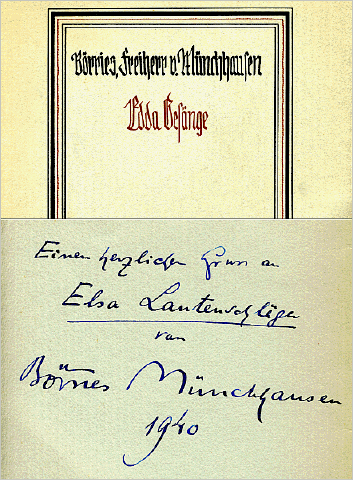 Börries, Freiherr v. Münchhausen
Edda Gesänge
Einen herzlichen Gruss an
Elsa Lautenschläger
von
Börries Münchhausen
1940